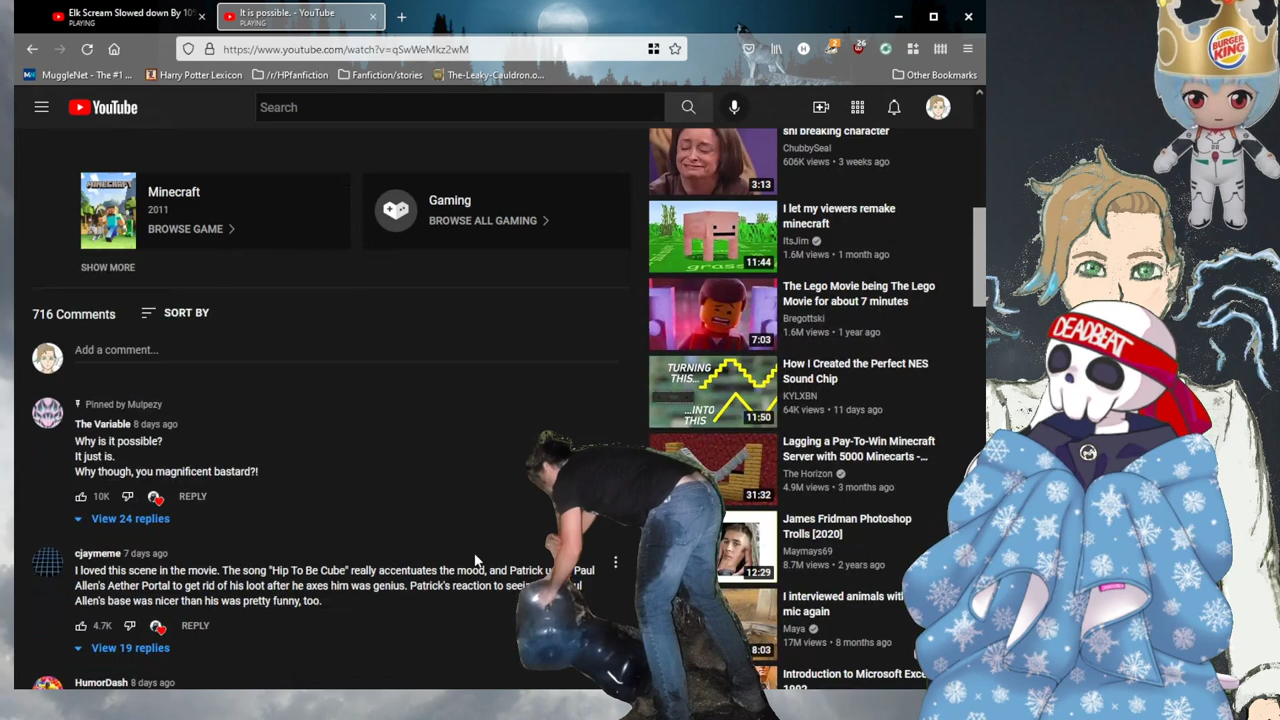 Elk Scream Slowed down By 10
PLAYING
It is possible. - YouTube
PLAYING
https://www.youtube.com/watch?v=qSwWeMkz2wM
2
26
MuggleNet - The #1 ...
Harry Potter Lexicon
/r/HPfanfiction
Fanfiction/stories
The-Leaky-Cauldron.o...
Other Bookmarks
YouTube
Search
MINECRAFT
Minecraft
2011
BROWSE GAME
Gaming
BROWSE ALL GAMING
SHOW MORE
716 Comments
SORT BY
Add a comment...
Pinned by Mulpezy
The Variable 8 days ago
Why is it possible?
It just is.
Why though, you magnificent bastard?!
10K
REPLY
View 24 replies
cjaymeme 7 days ago
I loved this scene in the movie. The song "Hip To Be Cube" really accentuates the mood, and Patrick Paul
Allen's Aether Portal to get rid of his loot after he axes him was genius. Patrick's reaction to
Allen's base was nicer than his was pretty funny, too.
4.7K
REPLY
View 19 replies
HumorDash 8 days ago
snl breaking character
ChubbySeal
606K views • 3 weeks ago
3:13
I let my viewers remake
minecraft
ItsJim
1.6M views • 1 month ago
grass
11:44
The Lego Movie being The Lego
Movie for about 7 minutes
Bregottski
1.6M views • 1 year ago
7:03
TURNING
THIS...
...INTO
THIS
11:50
How I Created the Perfect NES
Sound Chip
KYLXBN
64K views • 11 days ago
Lagging a Pay-To-Win Minecraft
Server with 5000 Minecarts -...
The Horizon
4.9M views • 3 months ago
31:32
James Fridman Photoshop
Trolls [2020]
Maymays69
8.7M views • 2 years ago
12:29
I interviewed animals
mic again
Maya
17M views • 8 months ago
8:03
Introduction to Microsoft
BURGER
KING
DEADBEAT